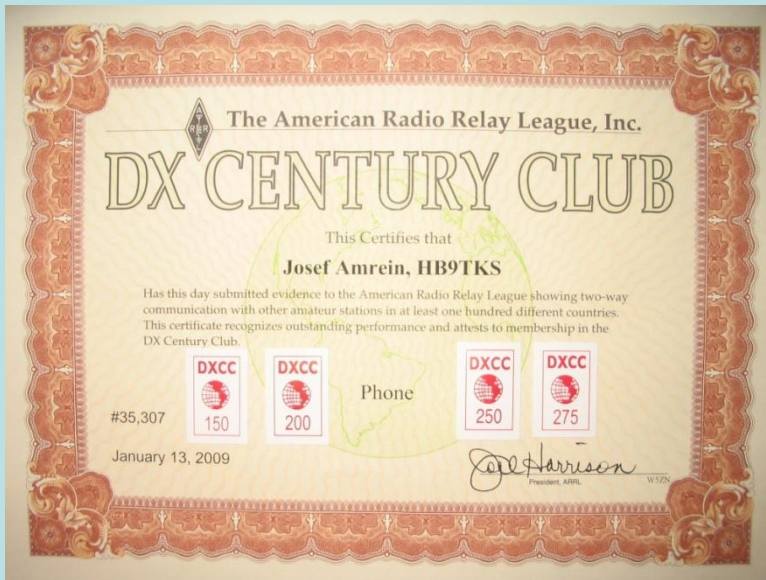 The American Radio Relay League, Inc.
DX CENTURY CLUB
This Certifies that
Josef Amrein, HB9TKS
Has this day submitted evidence to the American Radio Relay League showing two-way
communication with other amateur stations in at least one hundred different countries.
This certificate recognizes outstanding performance and attests to membership in the
DX Century Club.
DXCC
150
DXCC
200
Phone
DXCC
250
DXCC
275
#35,307
January 13, 2009
Joel Harrison
President, ARRL
W5ZN